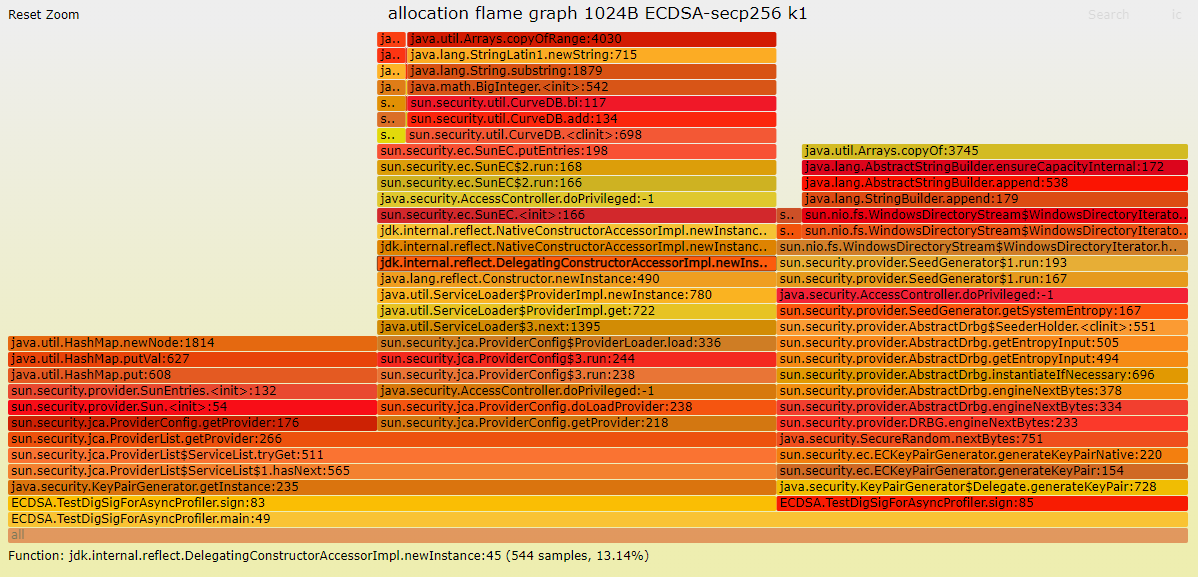 Reset Zoom
allocation flame graph 1024B ECDSA-secp256 k1
Search
ic
ja.. java.util.Arrays.copyOfRange:4030
ja.. java.lang.StringLatin1.newString:715
ja.. java.lang.String.substring:1879
ja.. java.math.BigInteger.<init>:542
s.. sun.security.util.CurveDB.bi:117
s.. sun.security.util.CurveDB.add:134
s.. sun.security.util.CurveDB.<clinit>:698
sun.security.ec.SunEC.putEntries:198 java.util.Arrays.copyOf:3745
sun.security.ec.SunEC$2.run:168 java.lang.AbstractStringBuilder.ensureCapacityInternal:172
sun.security.ec.SunEC$2.run:166 java.lang.AbstractStringBuilder.append:538
java.security.AccessController.doPrivileged:-1 java.lang.StringBuilder.append:179
sun.security.ec.SunEC.<init>:166 s.. sun.nio.fs.WindowsDirectoryStream$WindowsDirectoryIterato..
jdk.internal.reflect.NativeConstructorAccessorImpl.newInstanc.. s.. sun.nio.fs.WindowsDirectoryStream$WindowsDirectoryIterato..
jdk.internal.reflect.NativeConstructorAccessorImpl.newInstanc.. sun.nio.fs.WindowsDirectoryStream$WindowsDirectoryIterator.h..
jdk.internal.reflect.DelegatingConstructorAccessorImpl.newIns.. sun.security.provider.SeedGenerator$1.run:193
java.lang.reflect.Constructor.newInstance:490 sun.security.provider.SeedGenerator$1.run:167
java.util.ServiceLoader$ProviderImpl.newInstance:780 java.security.AccessController.doPrivileged:-1
java.util.ServiceLoader$ProviderImpl.get:722 sun.security.provider.SeedGenerator.getSystemEntropy:167
java.util.ServiceLoader$3.next:1395 sun.security.provider.AbstractDrbg$SeederHolder.<clinit>:551
java.util.HashMap.newNode:1814 sun.security.jca.ProviderConfig$ProviderLoader.load:336 sun.security.provider.AbstractDrbg.getEntropyInput:505
java.util.HashMap.putVal:627 sun.security.jca.ProviderConfig$3.run:244 sun.security.provider.AbstractDrbg.getEntropyInput:494
java.util.HashMap.put:608 sun.security.jca.ProviderConfig$3.run:238 sun.security.provider.AbstractDrbg.instantiateIfNecessary:696
sun.security.provider.SunEntries.<init>:132 java.security.AccessController.doPrivileged:-1 sun.security.provider.AbstractDrbg.engineNextBytes:378
sun.security.provider.Sun.<init>:54 sun.security.jca.ProviderConfig.doLoadProvider:238 sun.security.provider.AbstractDrbg.engineNextBytes:334
sun.security.jca.ProviderConfig.getProvider:176 sun.security.jca.ProviderConfig.getProvider:218 sun.security.provider.DRBG.engineNextBytes:233
sun.security.jca.ProviderList.getProvider:266 java.security.SecureRandom.nextBytes:751
sun.security.jca.ProviderList$ServiceList.tryGet:511 sun.security.ec.ECKeyPairGenerator.generateKeyPairNative:220
sun.security.jca.ProviderList$ServiceList$1.hasNext:565 sun.security.ec.ECKeyPairGenerator.generateKeyPair:154
java.security.KeyPairGenerator.getInstance:235 java.security.KeyPairGenerator$Delegate.generateKeyPair:728
ECDSA.TestDigSigForAsyncProfiler.sign:83 ECDSA.TestDigSigForAsyncProfiler.sign:85
ECDSA.TestDigSigForAsyncProfiler.main:49
all
Function: jdk.internal.reflect.DelegatingConstructorAccessorImpl.newInstance:45 (544 samples, 13.14%)